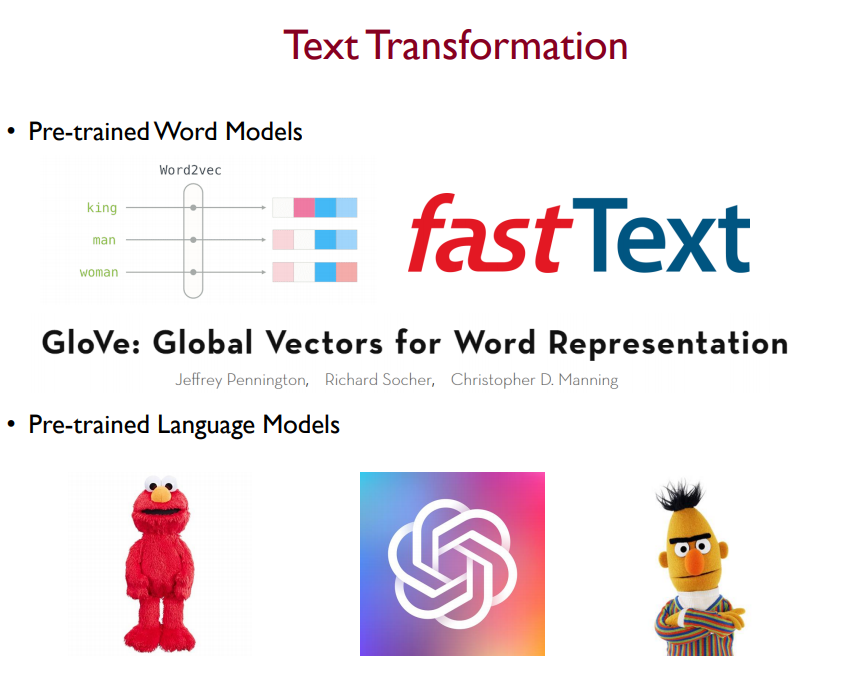 Text Transformation
• Pre-trained Word Models
Word2vec
king
man
woman
fastText
GloVe: Global Vectors for Word Representation
Jeffrey Pennington, Richard Socher, Christopher D. Manning
• Pre-trained Language Models